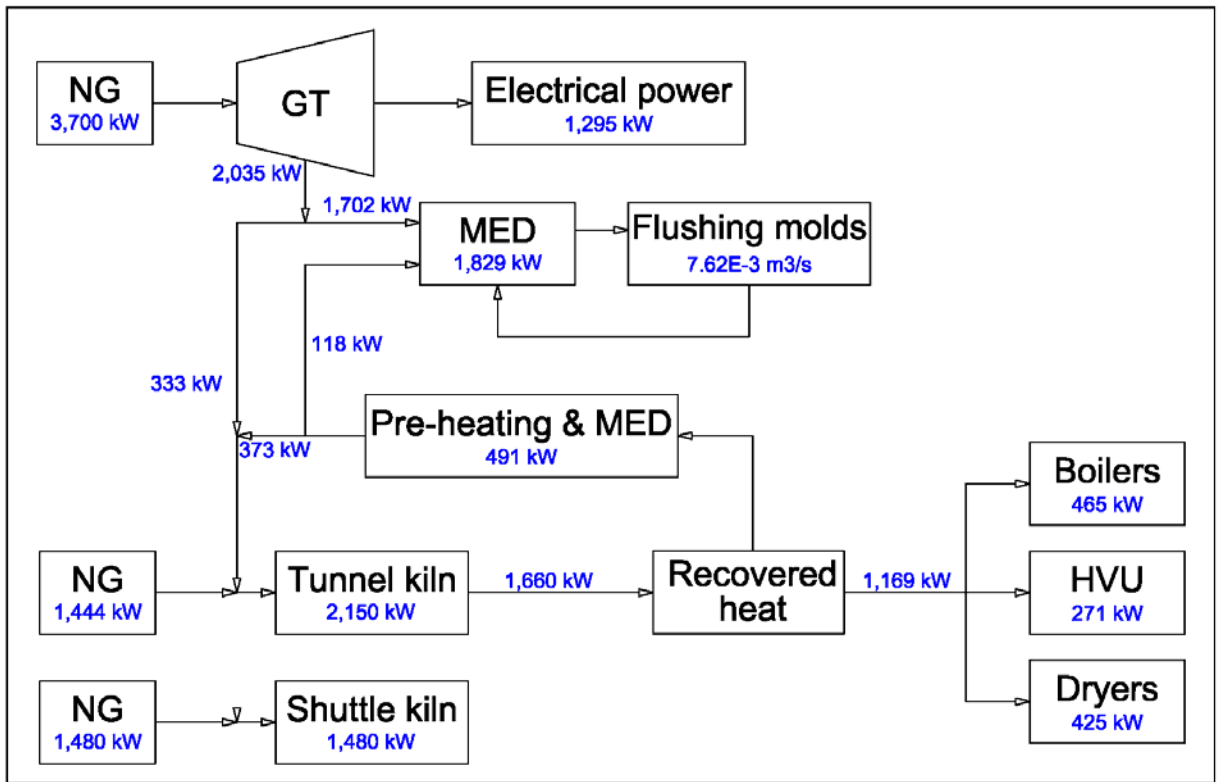 NG
3,700 kW
GT
Electrical power
1,295 kW
2,035 kW
1,702 kW
MED
1,829 kW
Flushing molds
7.62E-3 m3/s
118 kW
333 kW
Pre-heating & MED
491 kW
373 kW
Boilers
465 kW
NG
1,444 kW
Tunnel kiln
2,150 kW
1,660 kW
Recovered
heat
1,169 kW
HVU
271 kW
NG
1,480 kW
Shuttle kiln
1,480 kW
Dryers
425 kW